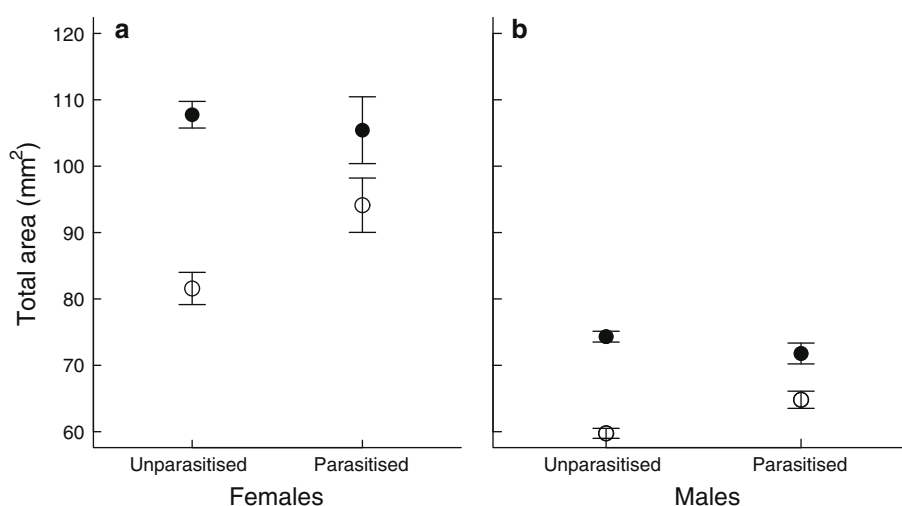 a
b
Total area (mm²)
120
110
100
90
80
70
60
Unparasitised Parasitised
Females
Unparasitised Parasitised
Males